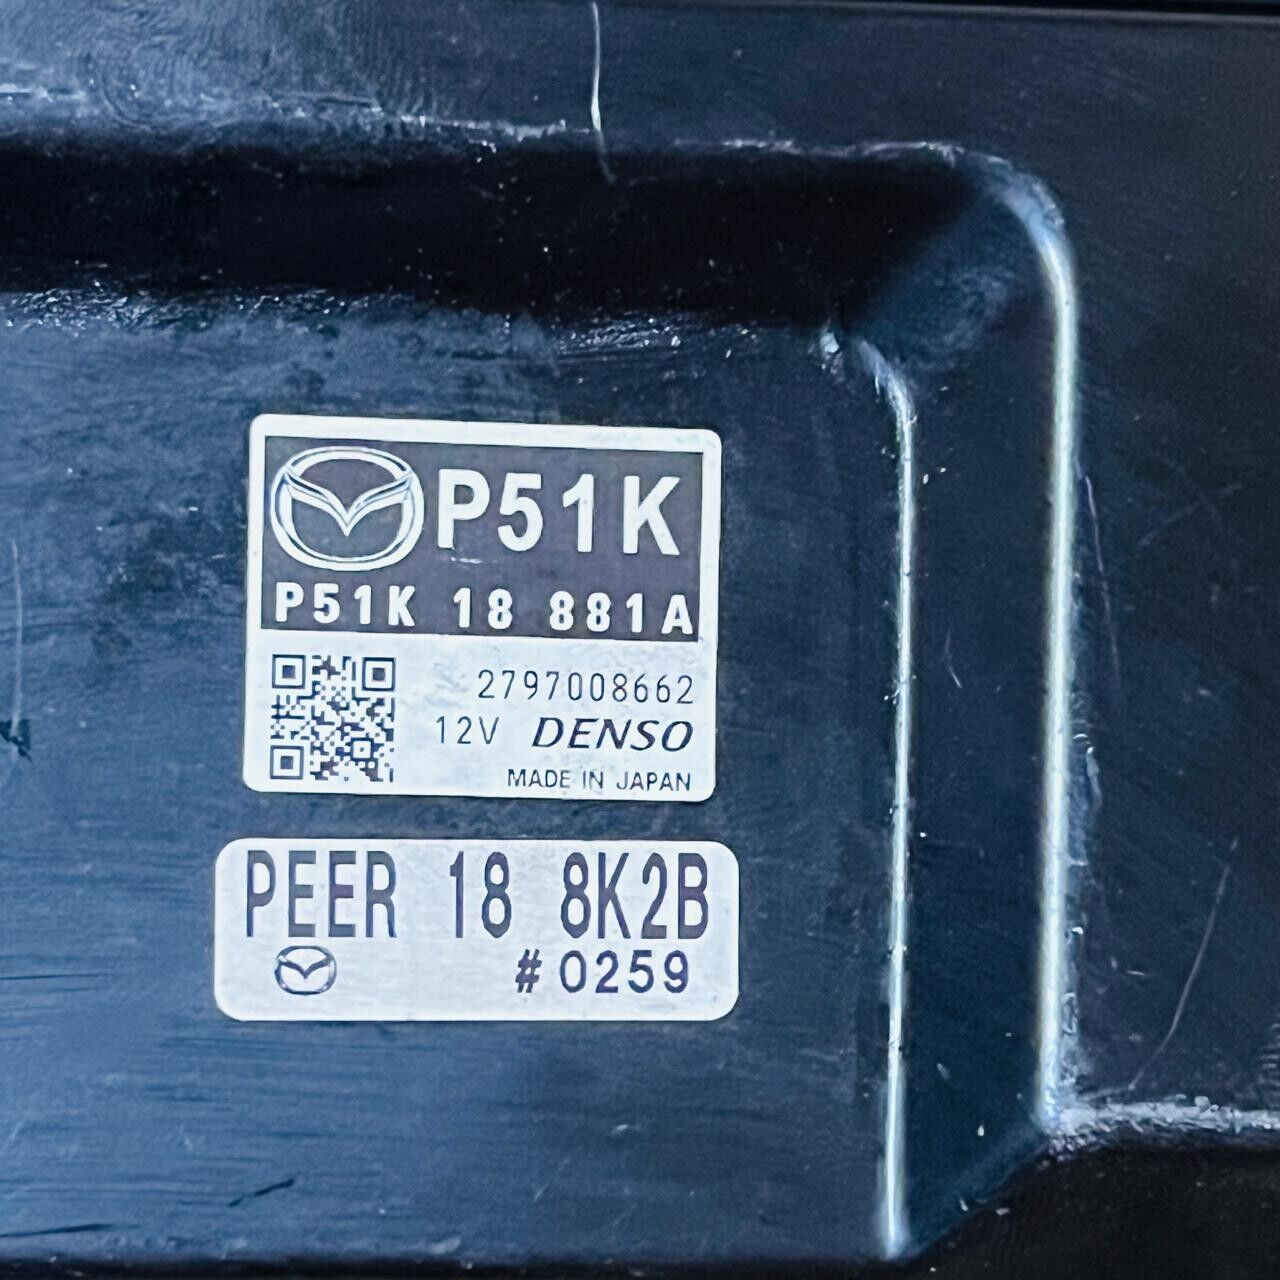 P51K
P51K 18 881A
2797008662
12V DENSO
MADE IN JAPAN
PEER 18 8K2B
#0259